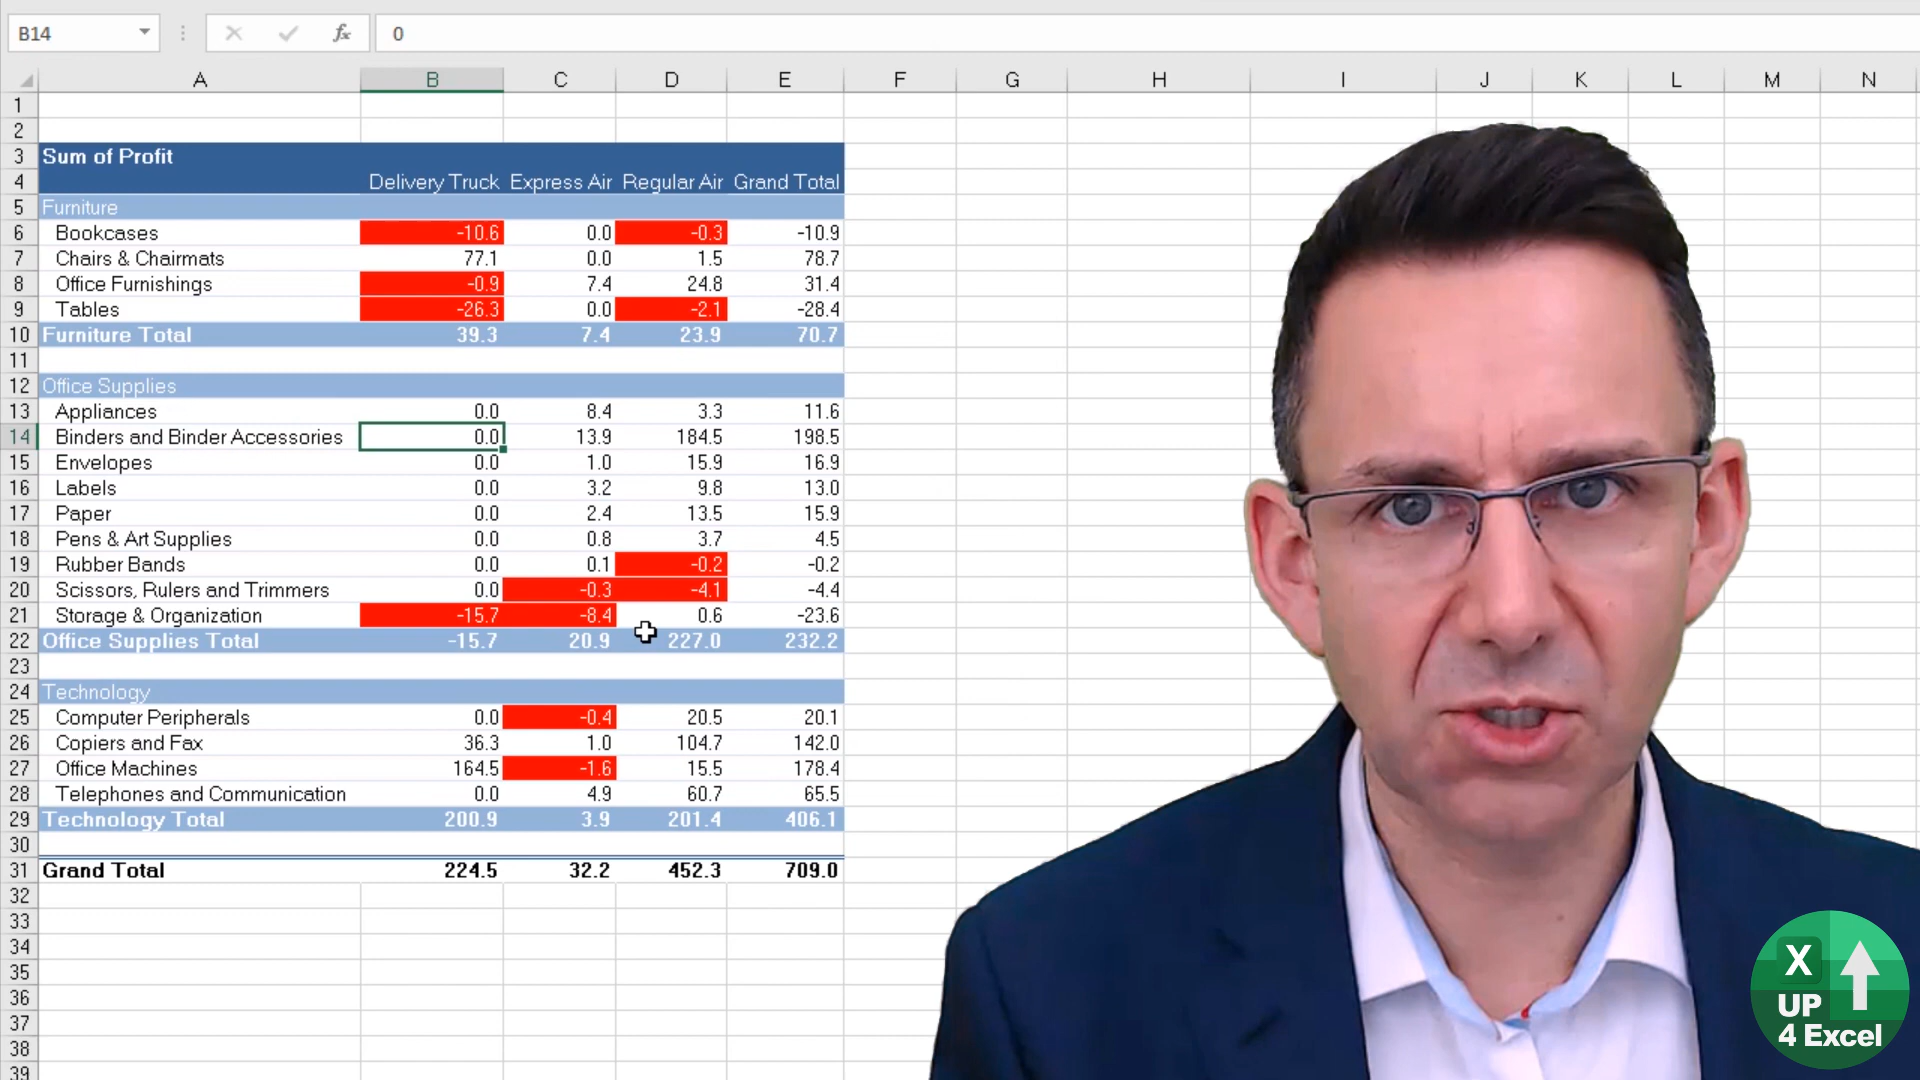 B14 fx 0
A B C D E F G H I J K L M N
1
2
3 Sum of Profit
4 Delivery Truck Express Air Regular Air Grand Total
5 Furniture
6 Bookcases -10.6 0.0 -0.3 -10.9
7 Chairs & Chairmats 77.1 0.0 1.5 78.7
8 Office Furnishings -0.9 7.4 24.8 31.4
9 Tables -26.3 0.0 -2.1 -28.4
10 Furniture Total 39.3 7.4 23.9 70.7
11
12 Office Supplies
13 Appliances 0.0 8.4 3.3 11.6
14 Binders and Binder Accessories 0.0 13.9 184.5 198.5
15 Envelopes 0.0 1.0 15.9 16.9
16 Labels 0.0 3.2 9.8 13.0
17 Paper 0.0 2.4 13.5 15.9
18 Pens & Art Supplies 0.0 0.8 3.7 4.5
19 Rubber Bands 0.0 0.1 -0.2 -0.2
20 Scissors, Rulers and Trimmers 0.0 -0.3 -4.1 -4.4
21 Storage & Organization -15.7 -8.4 0.6 -23.6
22 Office Supplies Total -15.7 20.9 227.0 232.2
23
24 Technology
25 Computer Peripherals 0.0 -0.4 20.5 20.1
26 Copiers and Fax 36.3 1.0 104.7 142.0
27 Office Machines 164.5 -1.6 15.5 178.4
28 Telephones and Communication 0.0 4.9 60.7 65.5
29 Technology Total 200.9 3.9 201.4 406.1
30
31 Grand Total 224.5 32.2 452.3 709.0
32
33
34
35
36
37
38
39
X
UP
4 Excel